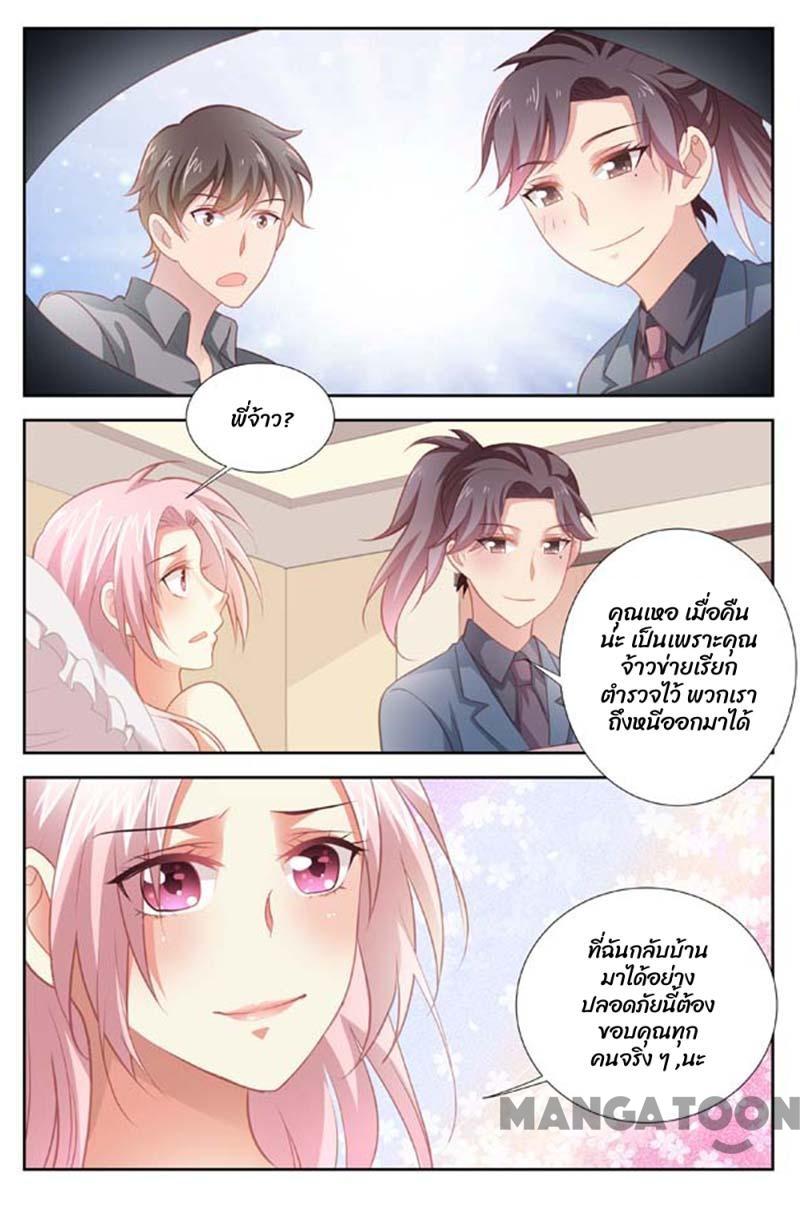 พี่จ้าว?
คุณเหอ เมื่อคืน
น่ะ เป็นเพราะคุณ
จ้าวข่ายเรียก
ตำรวจไว้ พวกเรา
ถึงหนีออกมาได้
ที่ฉันกลับบ้าน
มาได้อย่าง
ปลอดภัยนี้ต้อง
ขอบคุณทุก
คนจริง ๆ ,นะ
MANGATOON